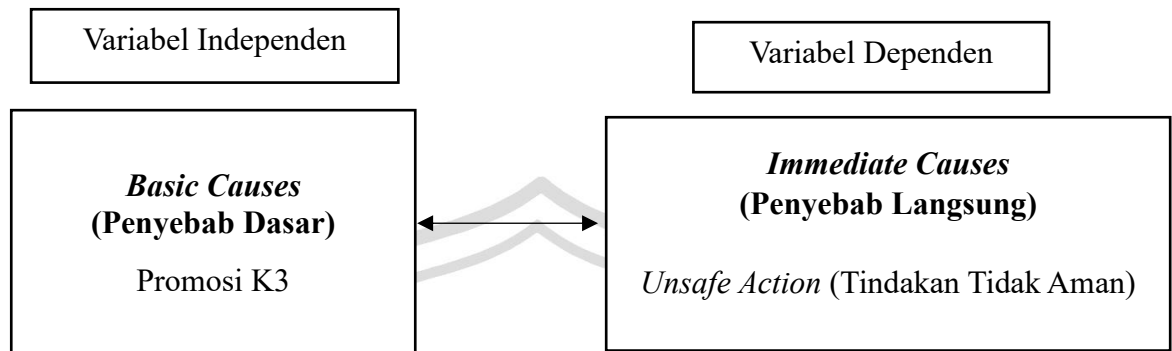 Variabel Independen
Variabel Dependen
Basic Causes
(Penyebab Dasar)
Promosi K3
Immediate Causes
(Penyebab Langsung)
Unsafe Action (Tindakan Tidak Aman)